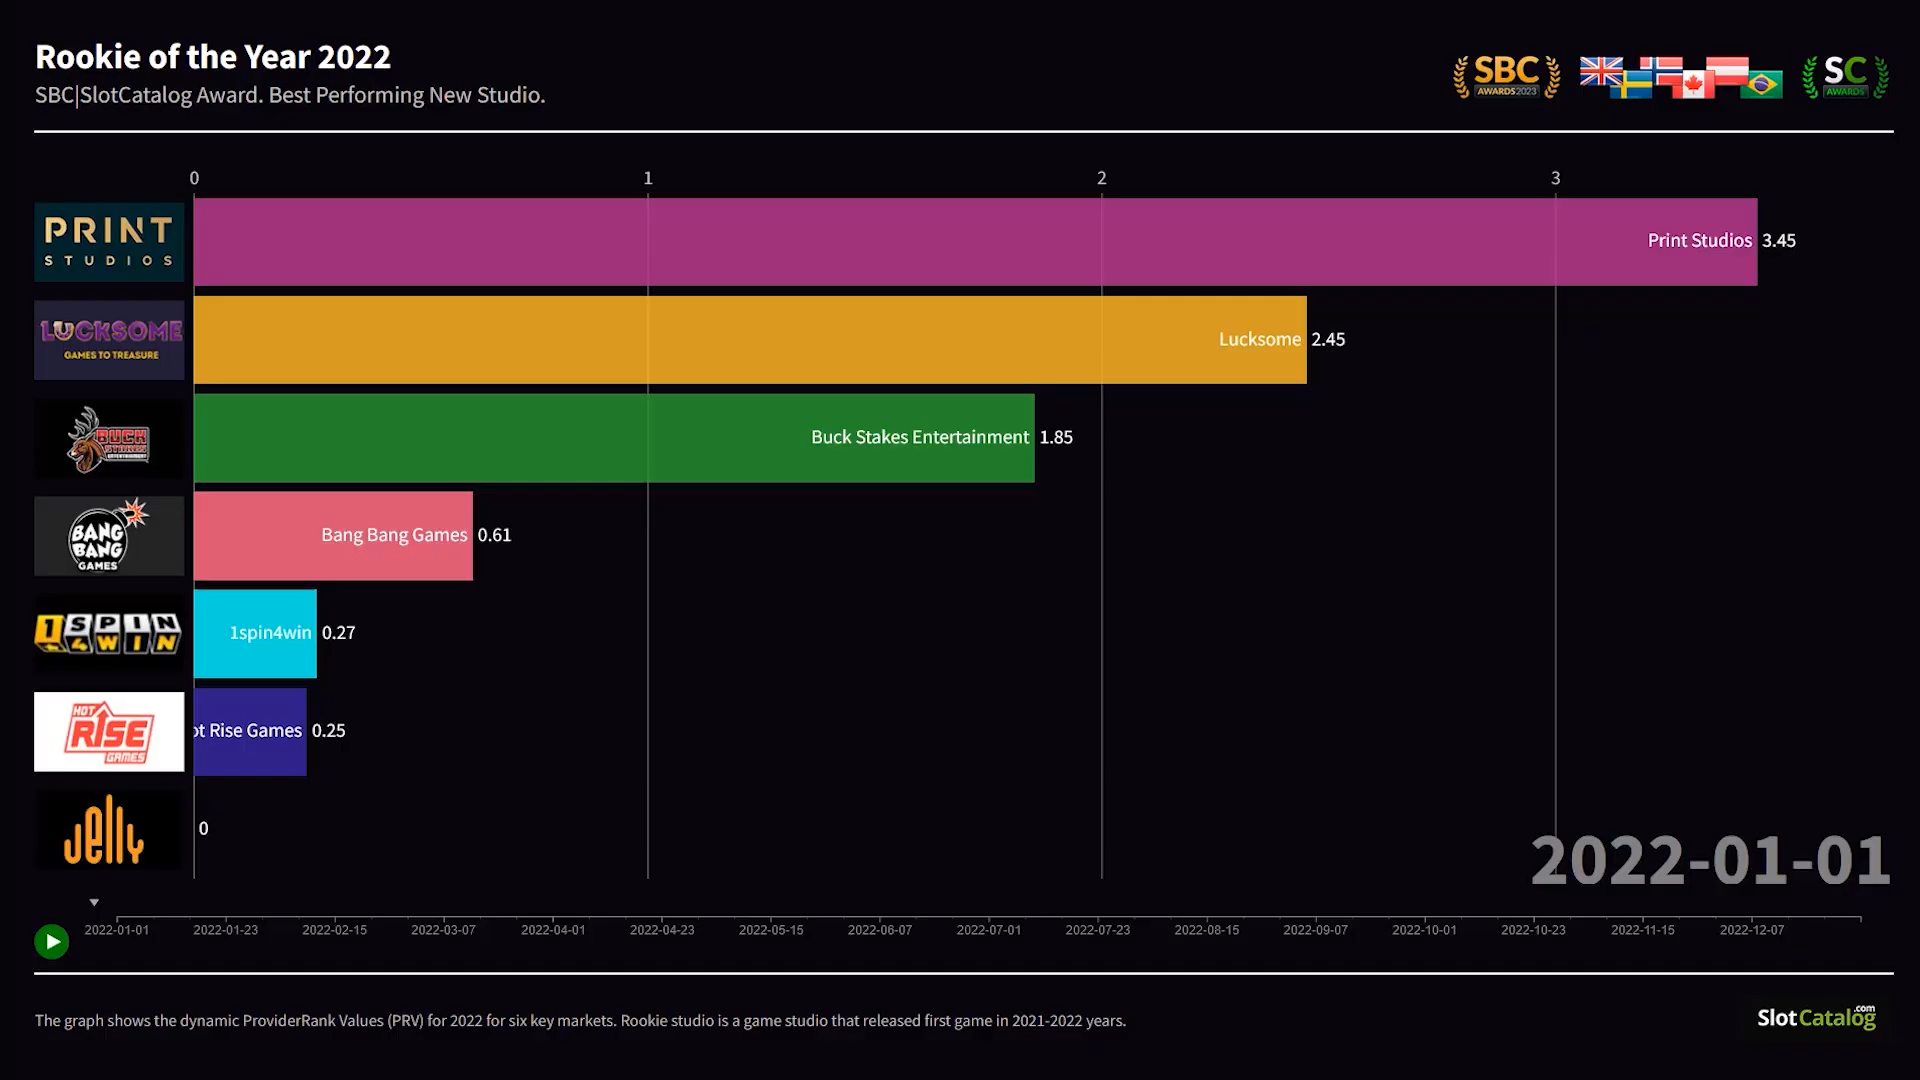 Rookie of the Year 2022
SBC|SlotCatalog Award. Best Performing New Studio.
SBC
AWARDS2023
SC
AWARDS
0 1 2 3
PRINT
STUDIOS
Print Studios 3.45
LUCKSOME
GAMES TO TREASURE
Lucksome 2.45
BUCK
STAKES
ENTERTAINMENT
Buck Stakes Entertainment 1.85
BANG
BANG
GAMES
Bang Bang Games 0.61
1SPIN
4WIN
1spin4win 0.27
HOT
RISE
GAMES
ot Rise Games 0.25
Jelly
0
2022-01-01
2022-01-01 2022-01-23 2022-02-15 2022-03-07 2022-04-01 2022-04-23 2022-05-15 2022-06-07 2022-07-01 2022-07-23 2022-08-15 2022-09-07 2022-10-01 2022-10-23 2022-11-15 2022-12-07
The graph shows the dynamic ProviderRank Values (PRV) for 2022 for six key markets. Rookie studio is a game studio that released first game in 2021-2022 years.
SlotCatalog.com